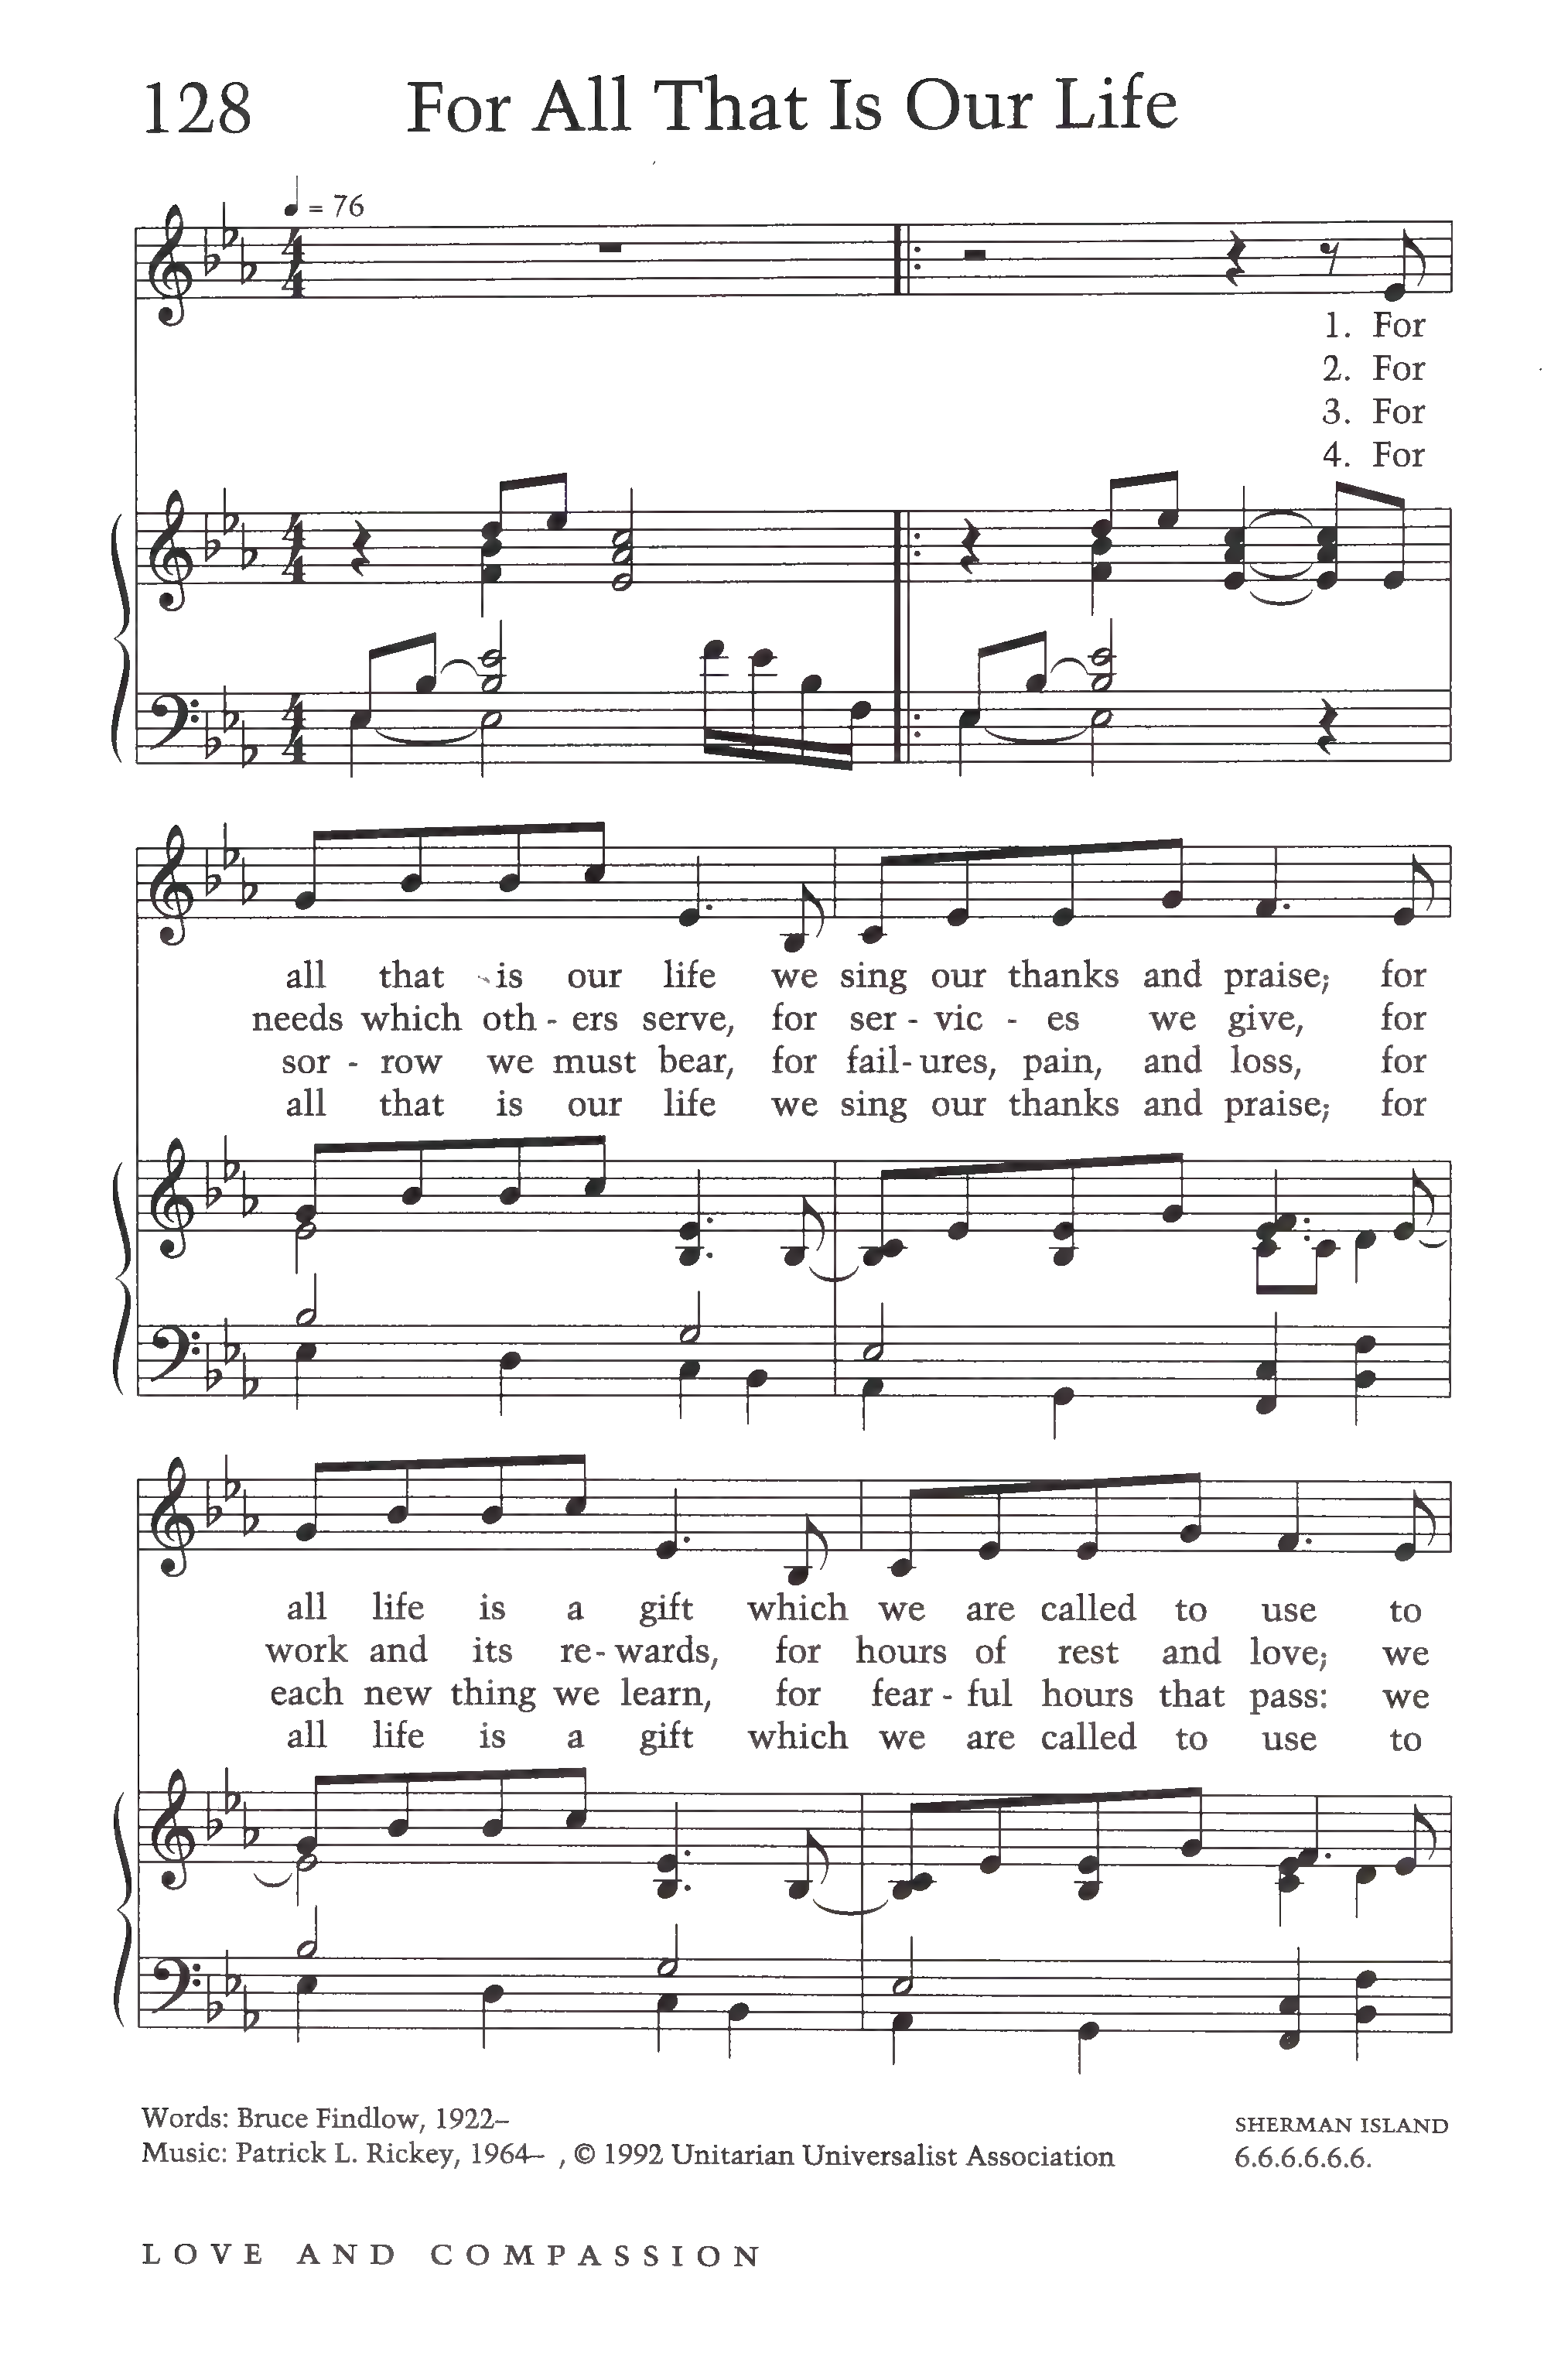 128 For All That Is Our Life
♩ = 76
4/4
1. For
2. For
3. For
4. For
all that is our life we sing our thanks and praise; for
needs which oth - ers serve, for ser - vic - es we give, for
sor - row we must bear, for fail - ures, pain, and loss, for
all that is our life we sing our thanks and praise; for
all life is a gift which we are called to use to
work and its re - wards, for hours of rest and love; we
each new thing we learn, for fear - ful hours that pass: we
all life is a gift which we are called to use to
Words: Bruce Findlow, 1922–
Music: Patrick L. Rickey, 1964– , © 1992 Unitarian Universalist Association
SHERMAN ISLAND
6.6.6.6.6.6.
LOVE AND COMPASSION